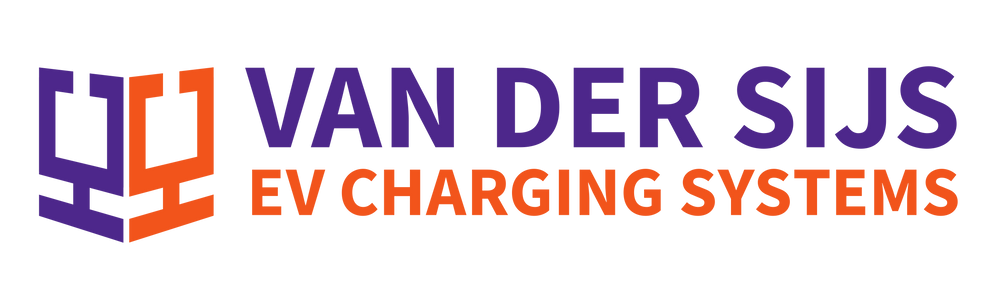 VAN DER SIJS
EV CHARGING SYSTEMS